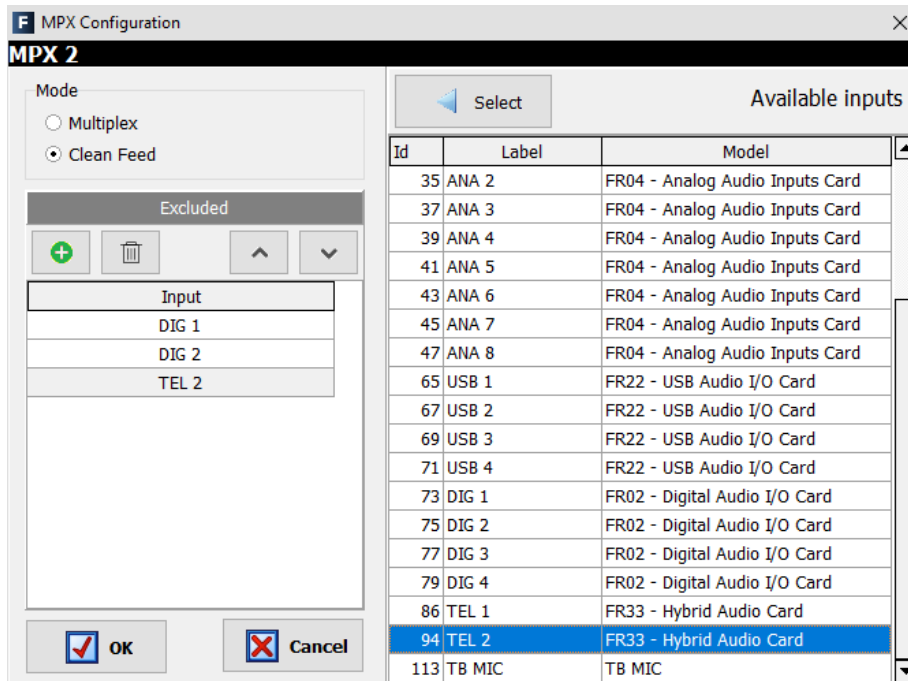 F MPX Configuration
MPX 2
Mode
Multiplex
Clean Feed
Excluded
Input
DIG 1
DIG 2
TEL 2
OK
Cancel
Select
Available inputs
Id Label Model
35 ANA 2 FR04 - Analog Audio Inputs Card
37 ANA 3 FR04 - Analog Audio Inputs Card
39 ANA 4 FR04 - Analog Audio Inputs Card
41 ANA 5 FR04 - Analog Audio Inputs Card
43 ANA 6 FR04 - Analog Audio Inputs Card
45 ANA 7 FR04 - Analog Audio Inputs Card
47 ANA 8 FR04 - Analog Audio Inputs Card
65 USB 1 FR22 - USB Audio I/O Card
67 USB 2 FR22 - USB Audio I/O Card
69 USB 3 FR22 - USB Audio I/O Card
71 USB 4 FR22 - USB Audio I/O Card
73 DIG 1 FR02 - Digital Audio I/O Card
75 DIG 2 FR02 - Digital Audio I/O Card
77 DIG 3 FR02 - Digital Audio I/O Card
79 DIG 4 FR02 - Digital Audio I/O Card
86 TEL 1 FR33 - Hybrid Audio Card
94 TEL 2 FR33 - Hybrid Audio Card
113 TB MIC TB MIC